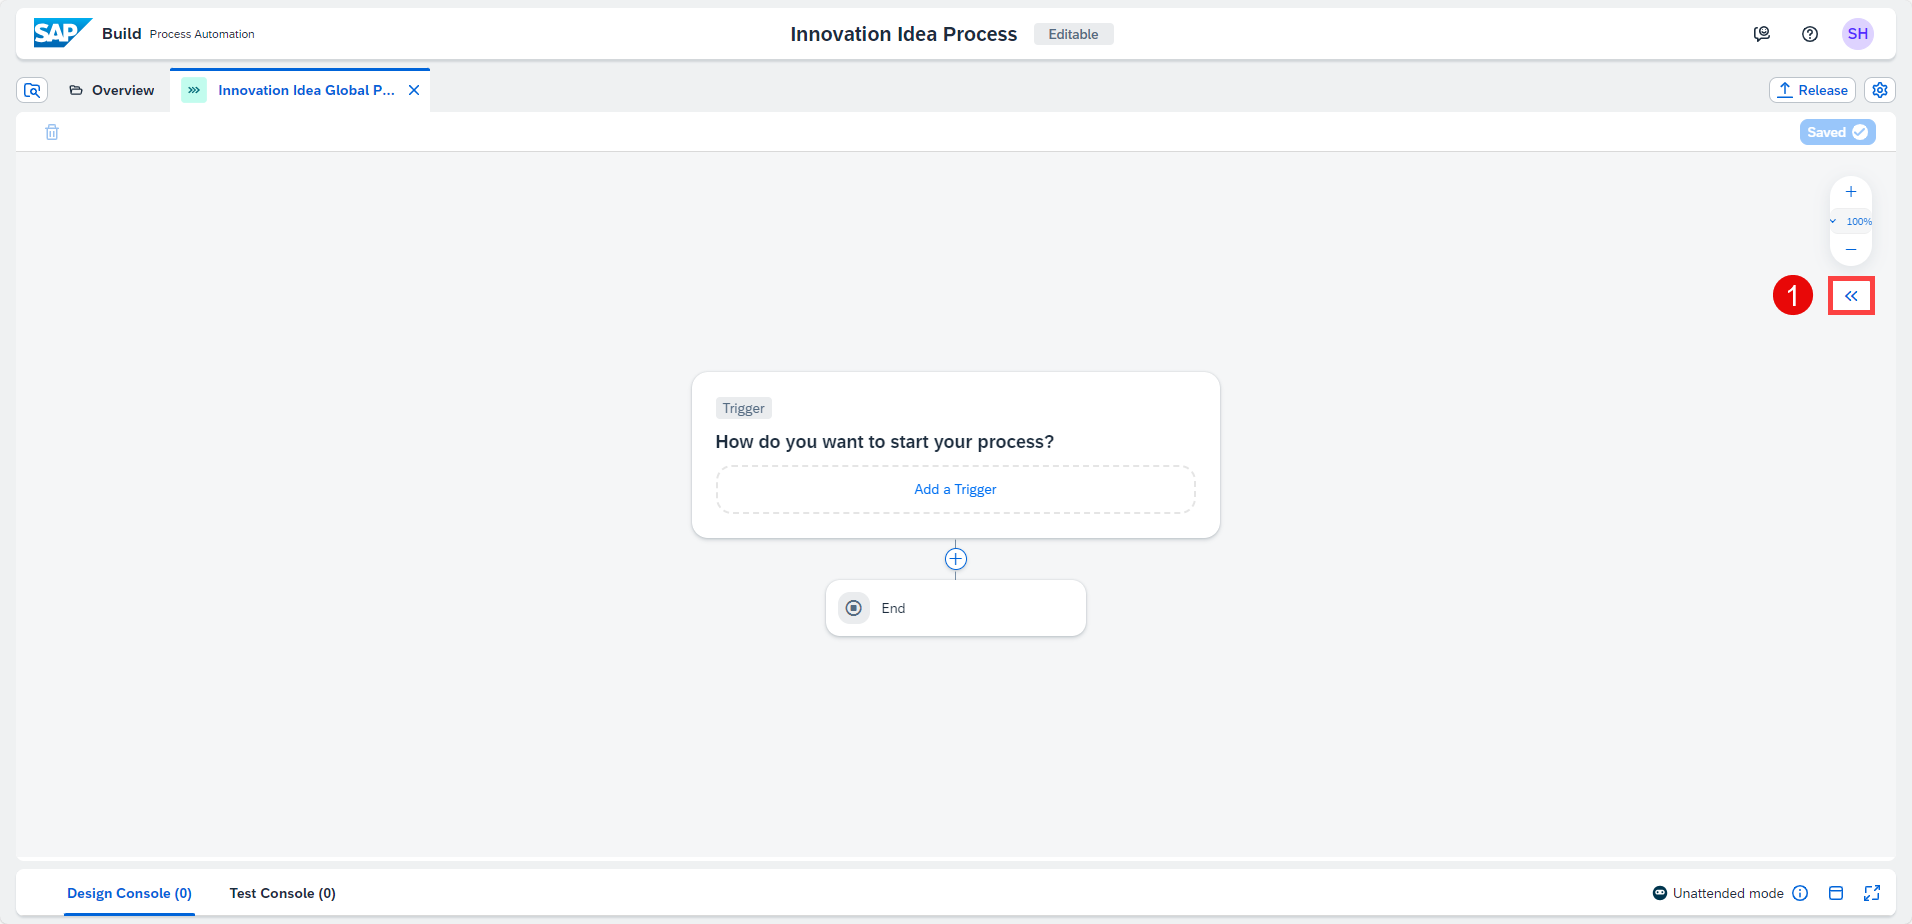 SAP Build Process Automation
Innovation Idea Process Editable
SH
Overview
Innovation Idea Global P...
Release
Saved
100%
1
Trigger
How do you want to start your process?
Add a Trigger
End
Design Console (0)
Test Console (0)
Unattended mode